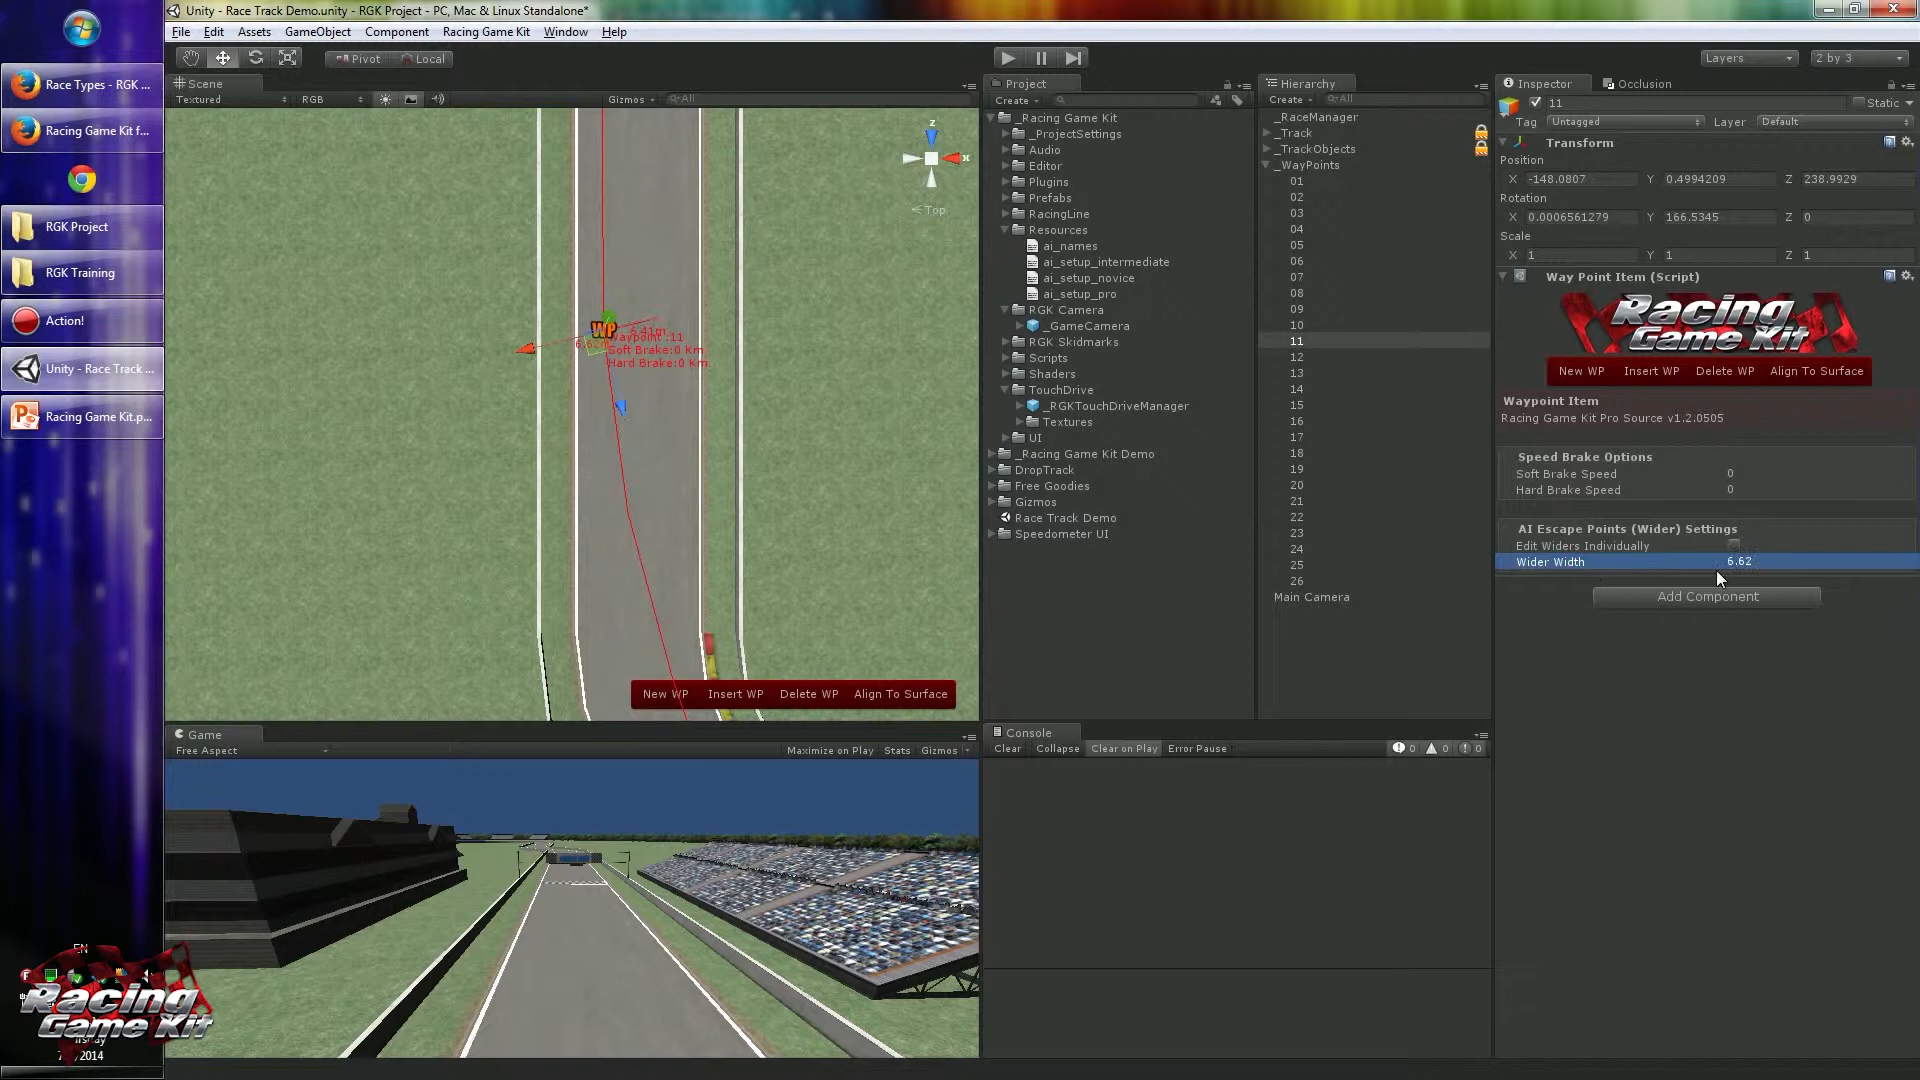 Unity - Race Track Demo.unity - RGK Project - PC, Mac & Linux Standalone*
File Edit Assets GameObject Component Racing Game Kit Window Help
Pivot Local
Layers 2 by 3
Race Types - RGK ...
Racing Game Kit f...
RGK Project
RGK Training
Action!
Unity - Race Track ...
Racing Game Kit.p...
EN
Racing
Game Kit
Scene
Textured RGB Gizmos All
z
x
Top
WP
6.41m
Waypoint :11
Soft Brake:0 Km
Hard Brake:0 Km
New WP Insert WP Delete WP Align To Surface
Game
Free Aspect Maximize on Play Stats Gizmos
Project
Create
_Racing Game Kit
_ProjectSettings
Audio
Editor
Plugins
Prefabs
RacingLine
Resources
ai_names
ai_setup_intermediate
ai_setup_novice
ai_setup_pro
RGK Camera
_GameCamera
RGK Skidmarks
Scripts
Shaders
TouchDrive
_RGKTouchDriveManager
Textures
UI
_Racing Game Kit Demo
DropTrack
Free Goodies
Gizmos
Race Track Demo
Speedometer UI
Console
Clear Collapse Clear on Play Error Pause 0 0 0
Hierarchy
Create All
_RaceManager
_Track
_TrackObjects
_WayPoints
01
02
03
04
05
06
07
08
09
10
11
12
13
14
15
16
17
18
19
20
21
22
23
24
25
26
Main Camera
Inspector Occlusion
11 Static
Tag Untagged Layer Default
Transform
Position
X -148.0807 Y 0.4994209 Z 238.9929
Rotation
X 0.0006561279 Y 166.5345 Z 0
Scale
X 1 Y 1 Z 1
Way Point Item (Script)
Racing
Game Kit
New WP Insert WP Delete WP Align To Surface
Waypoint Item
Racing Game Kit Pro Source v1.2.0505
Speed Brake Options
Soft Brake Speed 0
Hard Brake Speed 0
AI Escape Points (Wider) Settings
Edit Widers Individually
Wider Width 6.62
Add Component